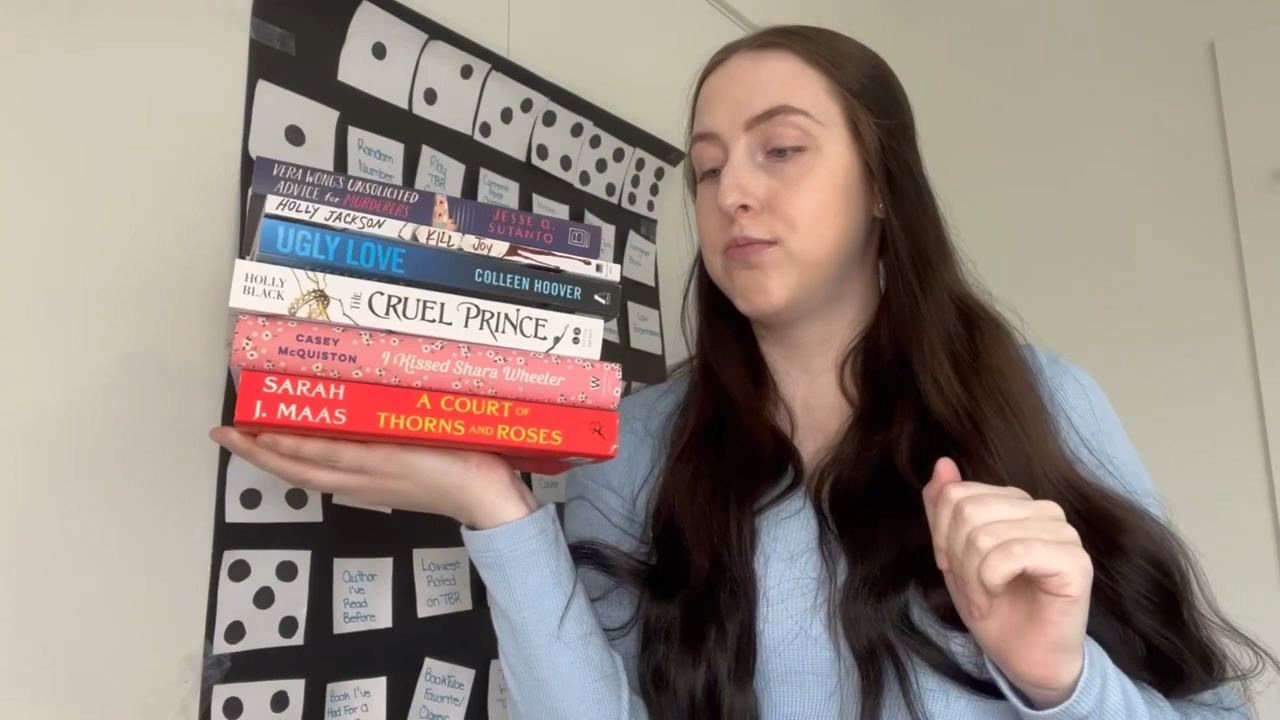 Random
Number
Play
TBR
VERA WONG'S UNSOLICITED
ADVICE for MURDERERS
JESSE Q.
SUTANTO
HOLLY JACKSON
KILL JOY
UGLY LOVE
COLLEEN HOOVER
HOLLY
BLACK
THE CRUEL PRINCE
CASEY
McQUISTON
I Kissed Shara Wheeler
SARAH
J. MAAS
A COURT OF
THORNS AND ROSES
Cover
Author
I've
Read
Before
Lowest
Rated
on TBR
Book I've
Had For a
BookTube
Favorite/